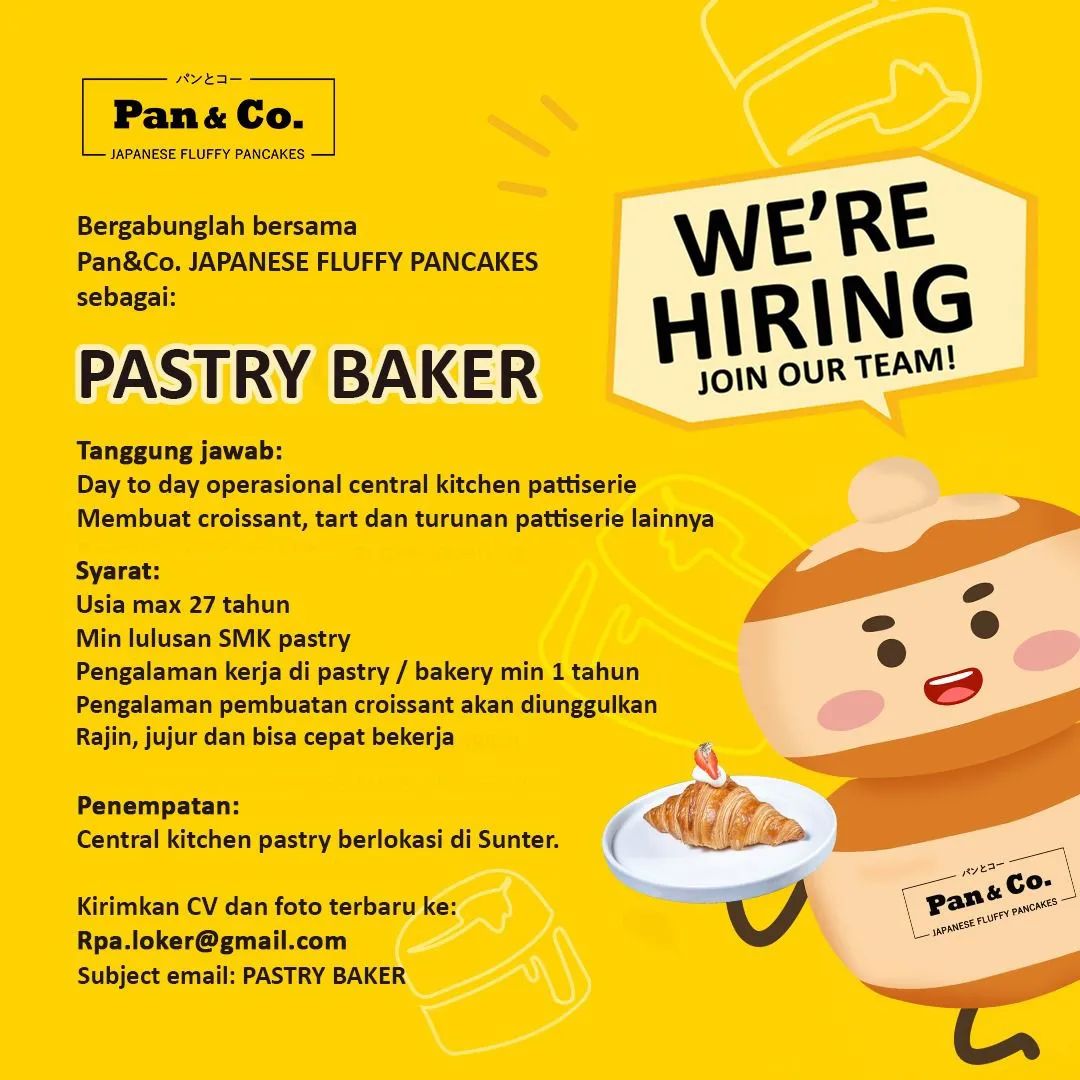 パンとコー
Pan & Co.
JAPANESE FLUFFY PANCAKES
Bergabunglah bersama
Pan&Co. JAPANESE FLUFFY PANCAKES
sebagai:
PASTRY BAKER
WE'RE
HIRING
JOIN OUR TEAM!
Tanggung jawab:
Day to day operasional central kitchen pattiserie
Membuat croissant, tart dan turunan pattiserie lainnya
Syarat:
Usia max 27 tahun
Min lulusan SMK pastry
Pengalaman kerja di pastry / bakery min 1 tahun
Pengalaman pembuatan croissant akan diunggulkan
Rajin, jujur dan bisa cepat bekerja
Penempatan:
Central kitchen pastry berlokasi di Sunter.
Kirimkan CV dan foto terbaru ke:
Rpa.loker@gmail.com
Subject email: PASTRY BAKER
パンとコー
Pan & Co.
JAPANESE FLUFFY PANCAKES